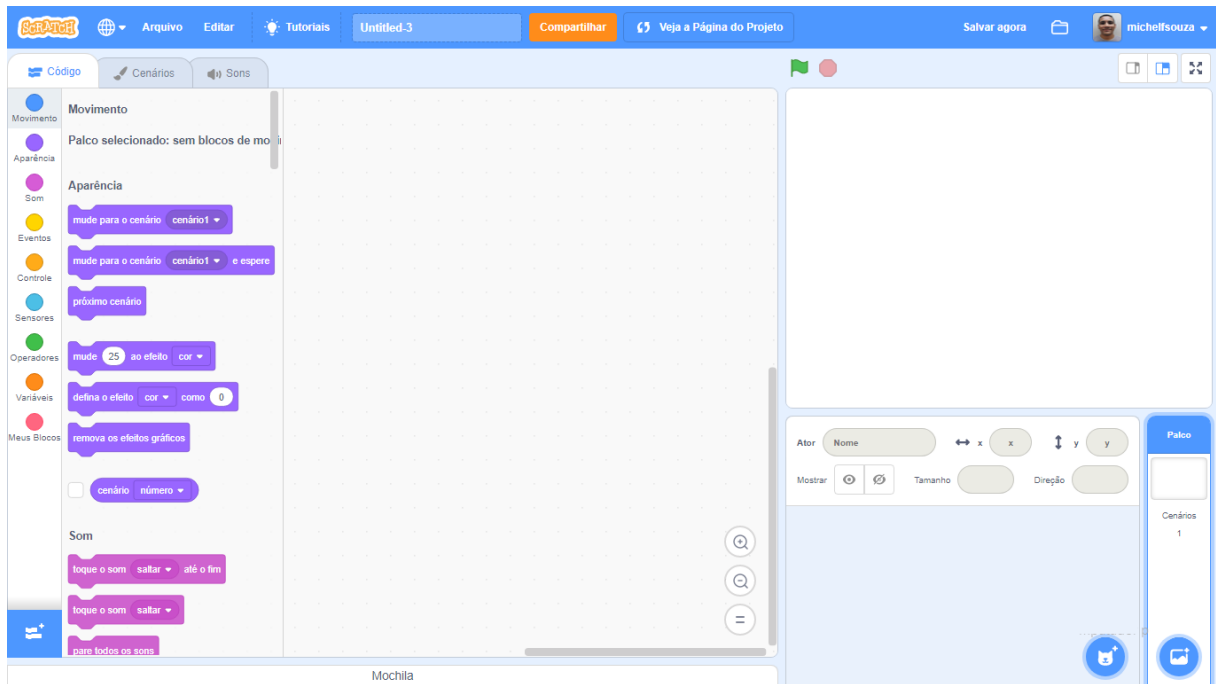 SCRATCH Arquivo Editar Tutoriais Untitled-3 Compartilhar Veja a Página do Projeto Salvar agora michelfsouza
Código Cenários Sons
Movimento
Aparência
Som
Eventos
Controle
Sensores
Operadores
Variáveis
Meus Blocos
Movimento
Palco selecionado: sem blocos de
Aparência
mude para o cenário cenário1
mude para o cenário cenário1 e espere
próximo cenário
mude 25 ao efeito cor
defina o efeito cor como 0
remova os efeitos gráficos
cenário número
Som
toque o som saltar até o fim
toque o som saltar
pare todos os sons
=
Mochila
Ator Nome x x y y
Mostrar Tamanho Direção
Palco
Cenários
1